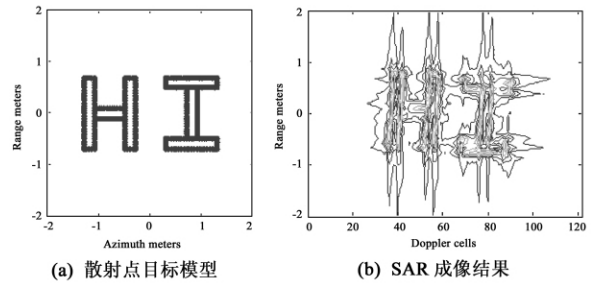 2
1
0
-1
-2
Range meters
-2 -1 0 1 2
Azimuth meters
(a) 散射点目标模型
2
1
0
-1
-2
Range meters
0 20 40 60 80 100 120
Doppler cells
(b) SAR 成像结果